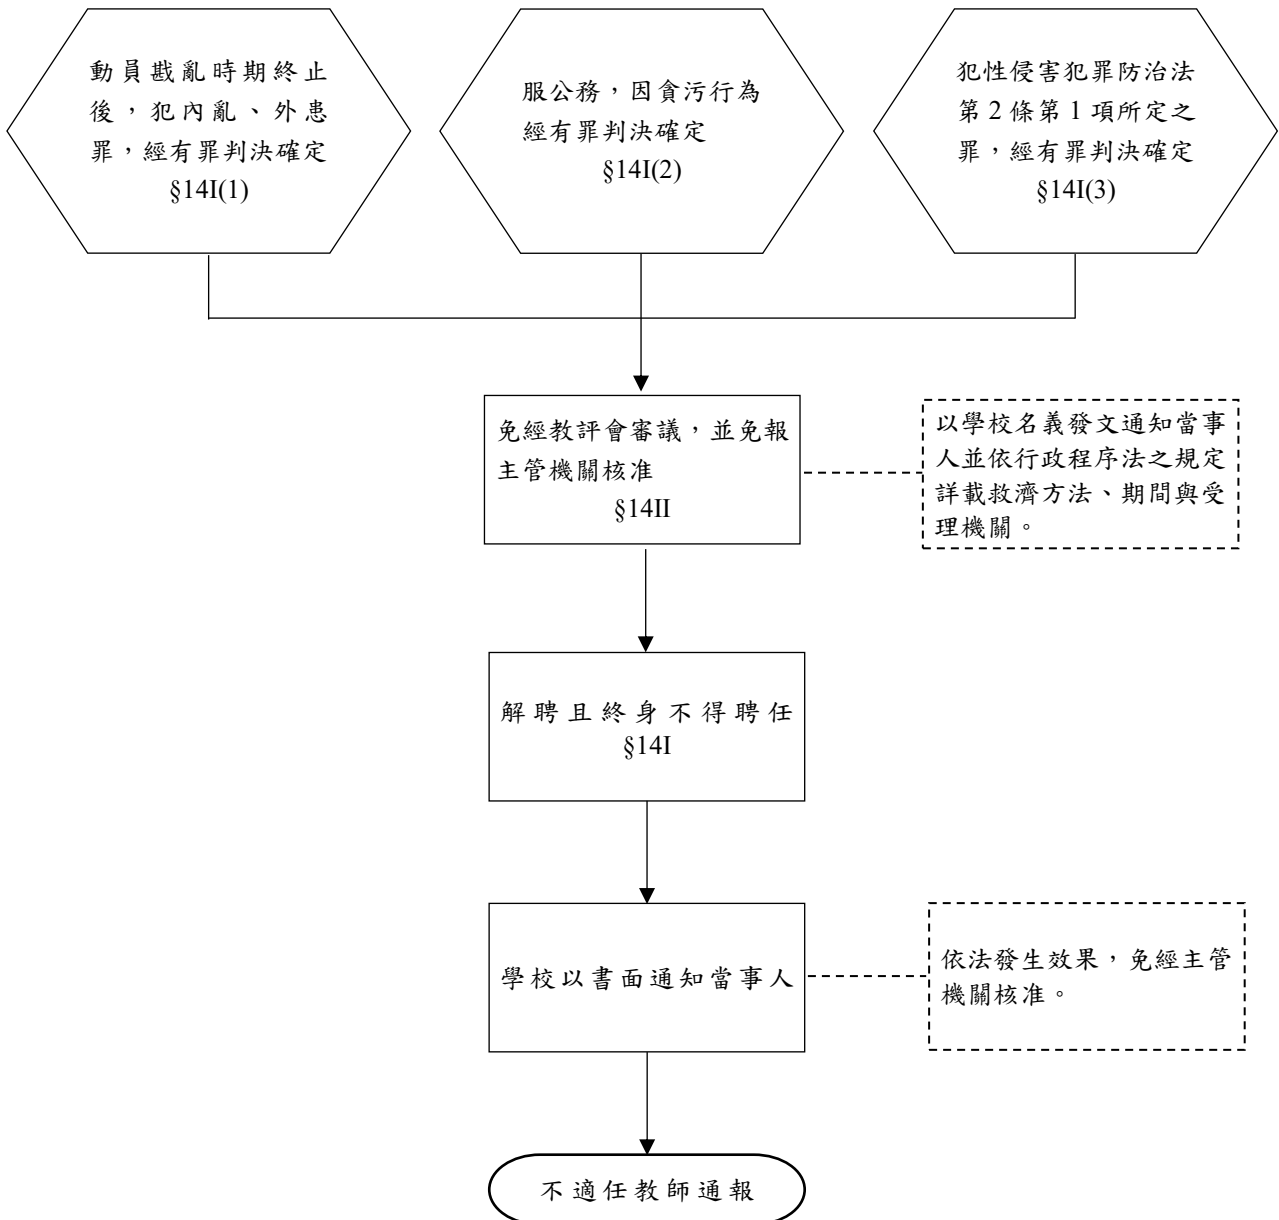 動員戡亂時期終止
後，犯內亂、外患
罪，經有罪判決確定
§14I(1)
服公務，因貪污行為
經有罪判決確定
§14I(2)
犯性侵害犯罪防治法
第2條第1項所定之
罪，經有罪判決確定
§14I(3)
免經教評會審議，並免報
主管機關核准
§14II
以學校名義發文通知當事
人並依行政程序法之規定
詳載救濟方法、期間與受
理機關。
解聘且終身不得聘任
§14I
學校以書面通知當事人
依法發生效果，免經主管
機關核准。
不適任教師通報